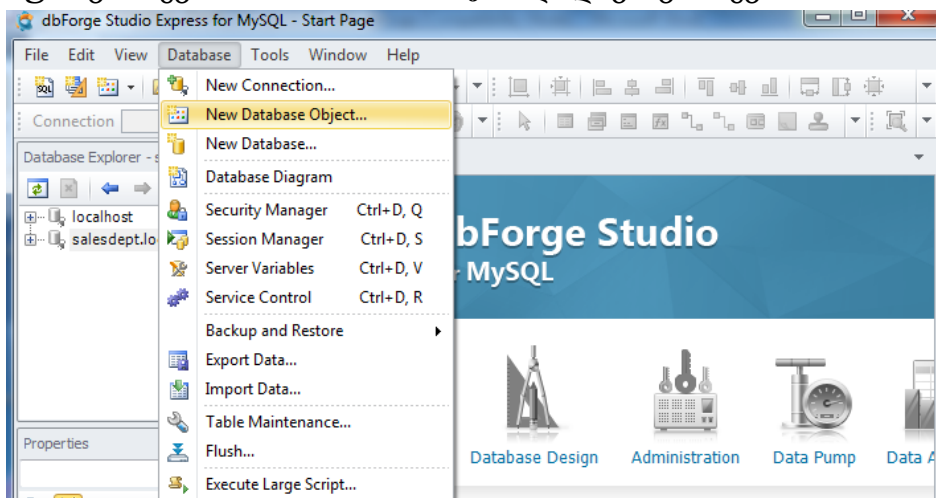 dbForge Studio Express for MySQL - Start Page
File Edit View Database Tools Window Help
New Connection...
New Database Object...
New Database...
Database Diagram
Security Manager Ctrl+D, Q
Session Manager Ctrl+D, S
Server Variables Ctrl+D, V
Service Control Ctrl+D, R
Backup and Restore
Export Data...
Import Data...
Table Maintenance...
Flush...
Execute Large Script...
Connection
Database Explorer - s
localhost
salesdept.lo
Properties
bForge Studio
MySQL
Database Design Administration Data Pump Data A